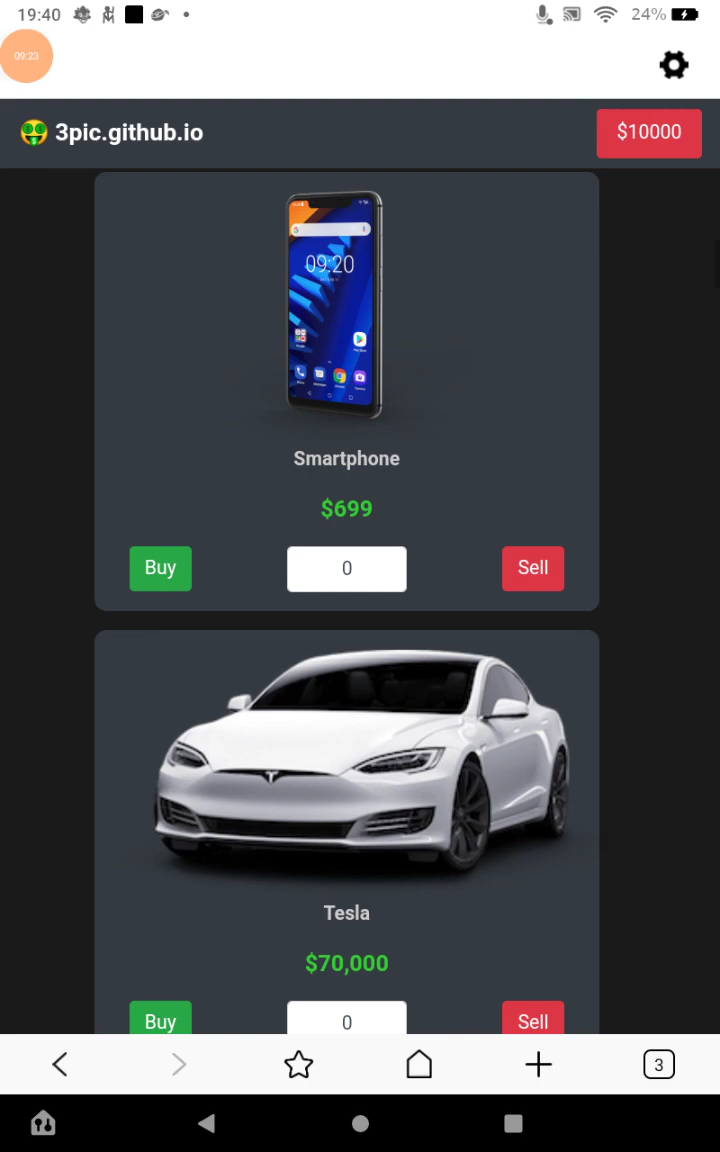 19:40
24%
09:23
3pic.github.io
$10000
09:20
Smartphone
$699
Buy
0
Sell
Tesla
$70,000
Buy
0
Sell
3